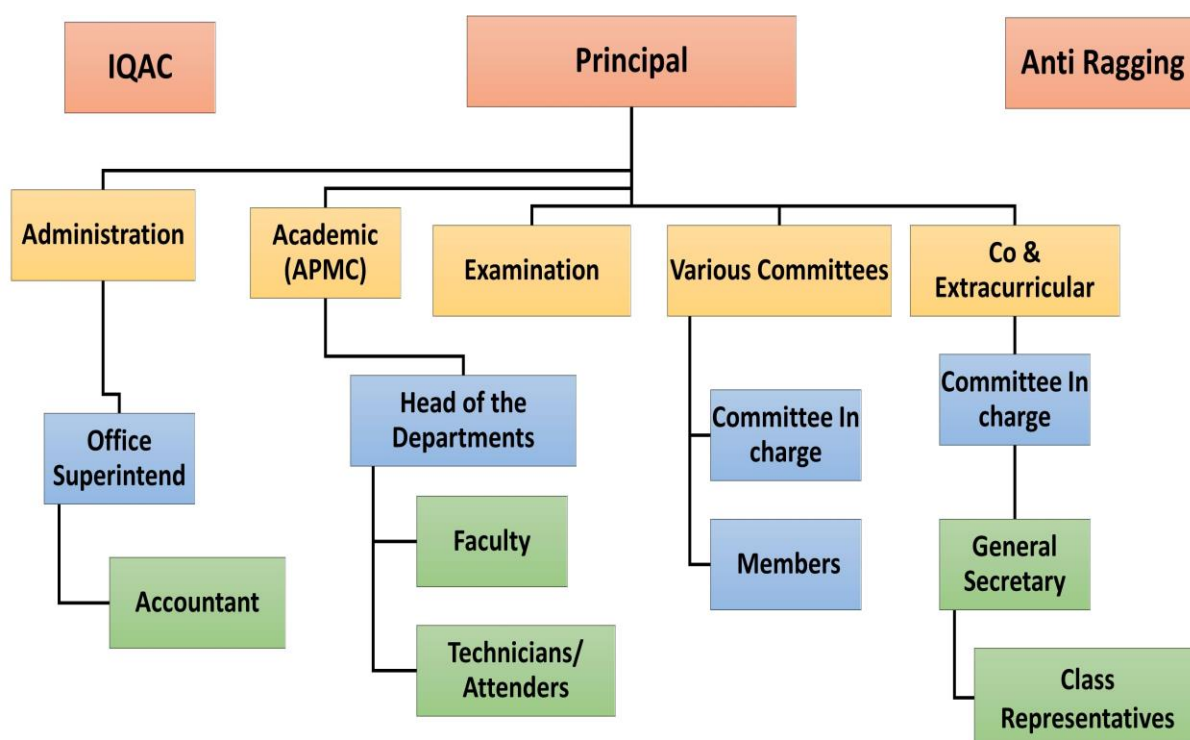 IQAC
Principal
Anti Ragging
Administration
Academic
(APMC)
Examination
Various Committees
Co &
Extracurricular
Head of the
Departments
Committee In
charge
Committee In
charge
Office
Superintend
Faculty
Members
General
Secretary
Accountant
Technicians/
Attenders
Class
Representatives